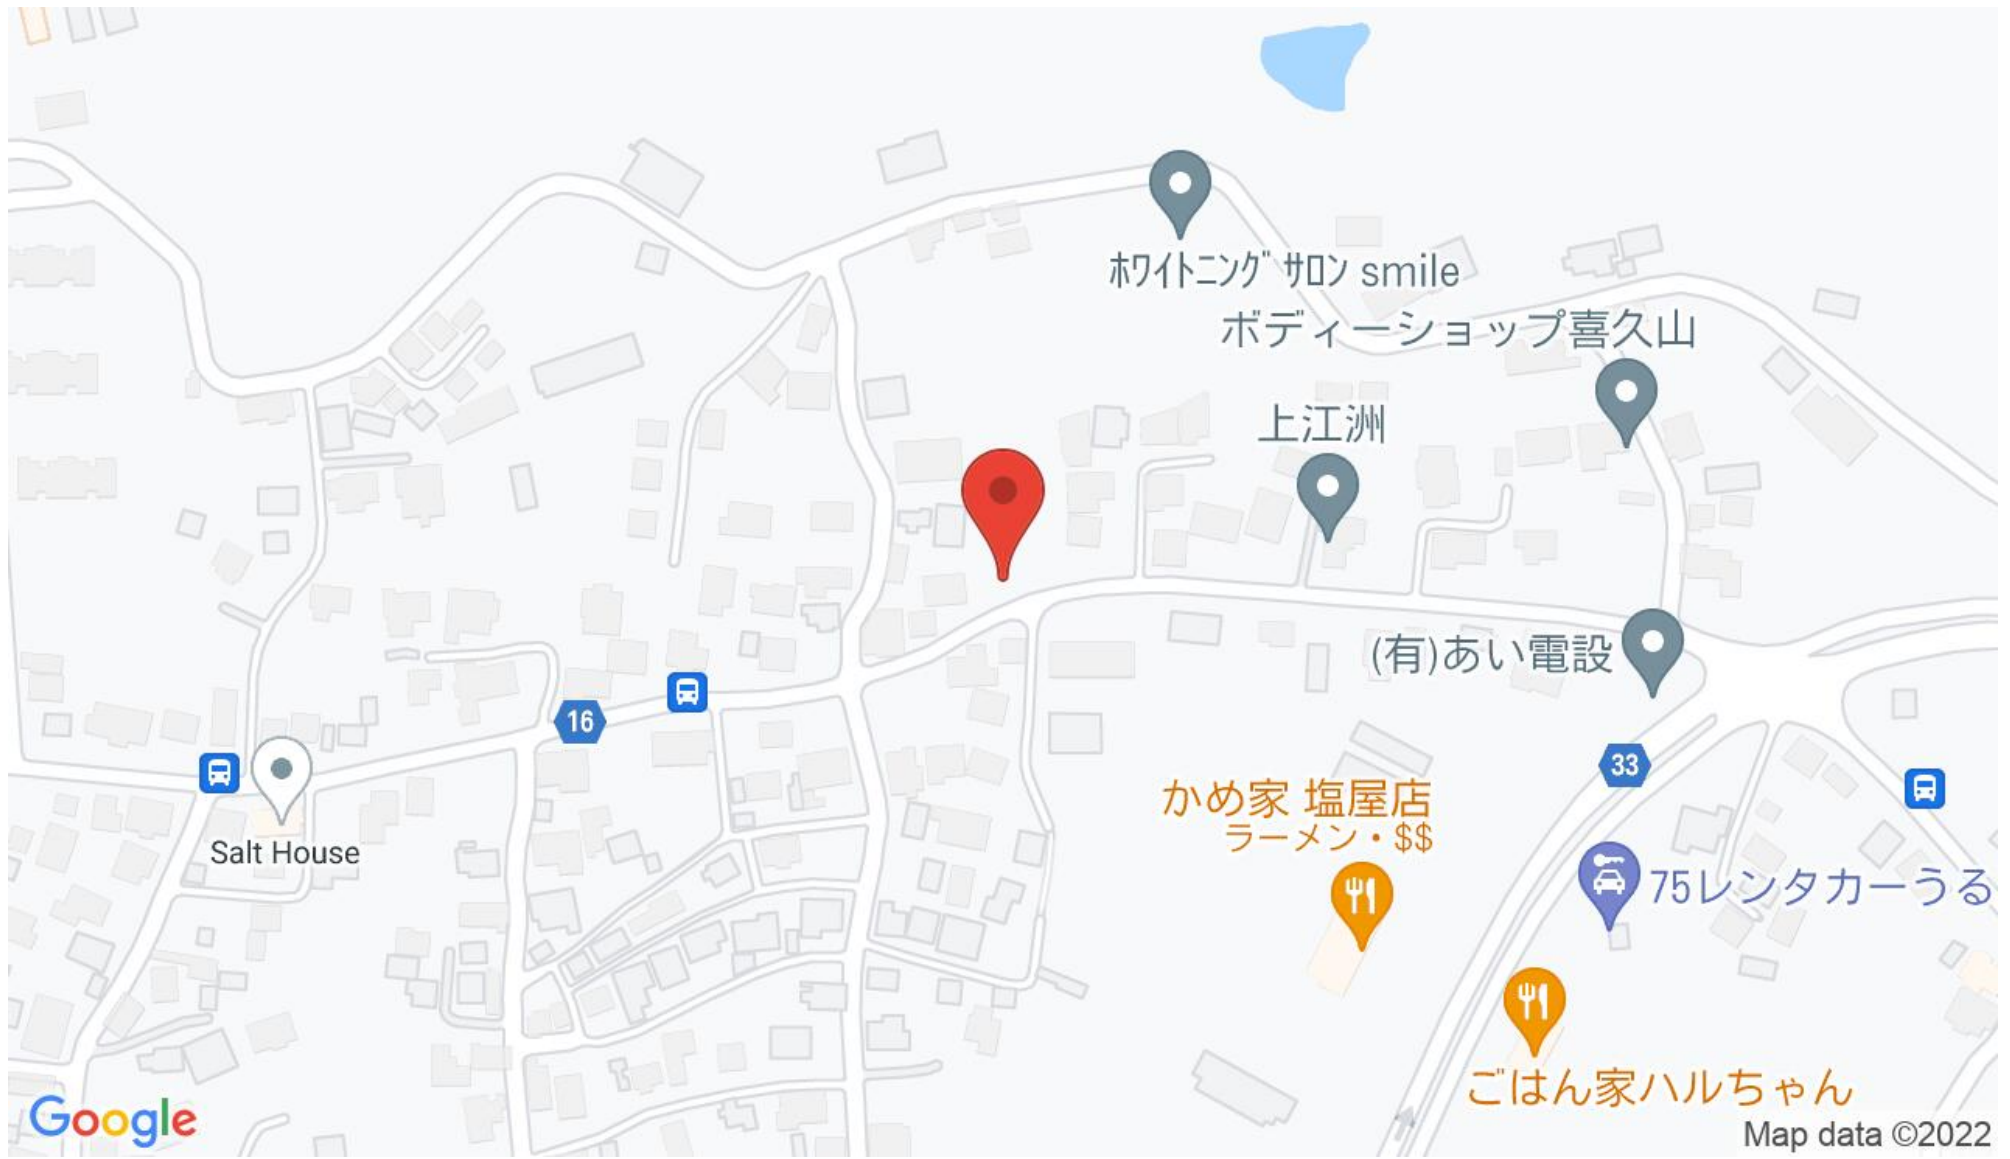 ﾎﾜｲﾄﾆﾝｸﾞ ｻﾛﾝ smile
ボディーショップ喜久山
上江洲
(有)あい電設
16
33
かめ家 塩屋店
ラーメン・$$
Salt House
75レンタカーうる
ごはん家ハルちゃん
Google
Map data ©2022